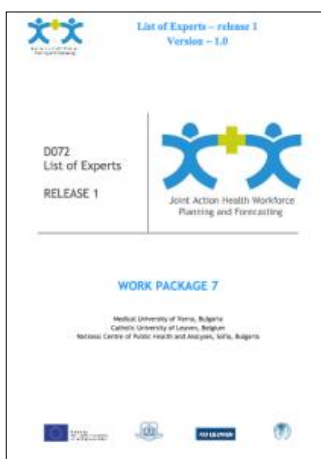 List of Experts – release 1
Version – 1.0
D072
List of Experts
RELEASE 1
Joint Action Health Workforce
Planning and Forecasting
WORK PACKAGE 7
Medical University of Varna, Bulgaria
Catholic University of Leuven, Belgium
National Centre of Public Health and Analyses, Sofia, Bulgaria
KU LEUVEN